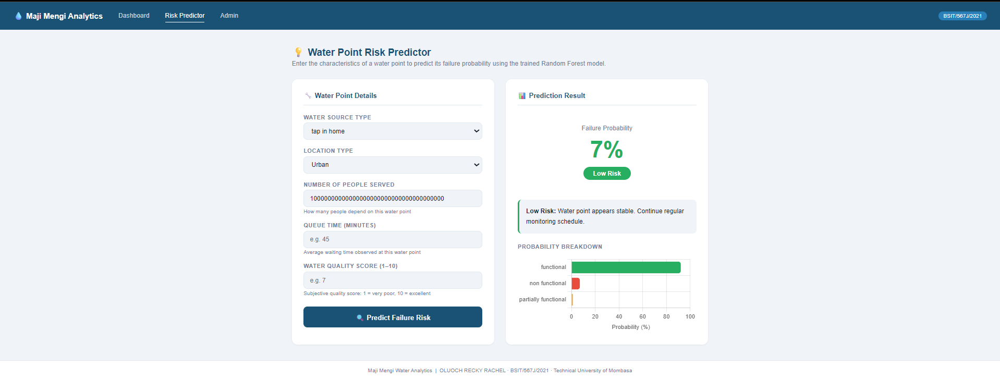 Maji Mengi Analytics
Dashboard
Risk Predictor
Admin
BSIT/567J/2021
Water Point Risk Predictor
Enter the characteristics of a water point to predict its failure probability using the trained Random Forest model.
Water Point Details
WATER SOURCE TYPE
tap in home
LOCATION TYPE
Urban
NUMBER OF PEOPLE SERVED
How many people depend on this water point
QUEUE TIME (MINUTES)
e.g. 45
Average waiting time observed at this water point
WATER QUALITY SCORE (1–10)
e.g. 7
Subjective quality score: 1 = very poor, 10 = excellent
Predict Failure Risk
Prediction Result
Failure Probability
7%
Low Risk
Low Risk: Water point appears stable. Continue regular
monitoring schedule.
PROBABILITY BREAKDOWN
functional
non functional
partially functional
0 20 40 60 80 100
Probability (%)
Maji Mengi Water Analytics | OLUOCH RECKY RACHEL · BSIT/567J/2021 · Technical University of Mombasa